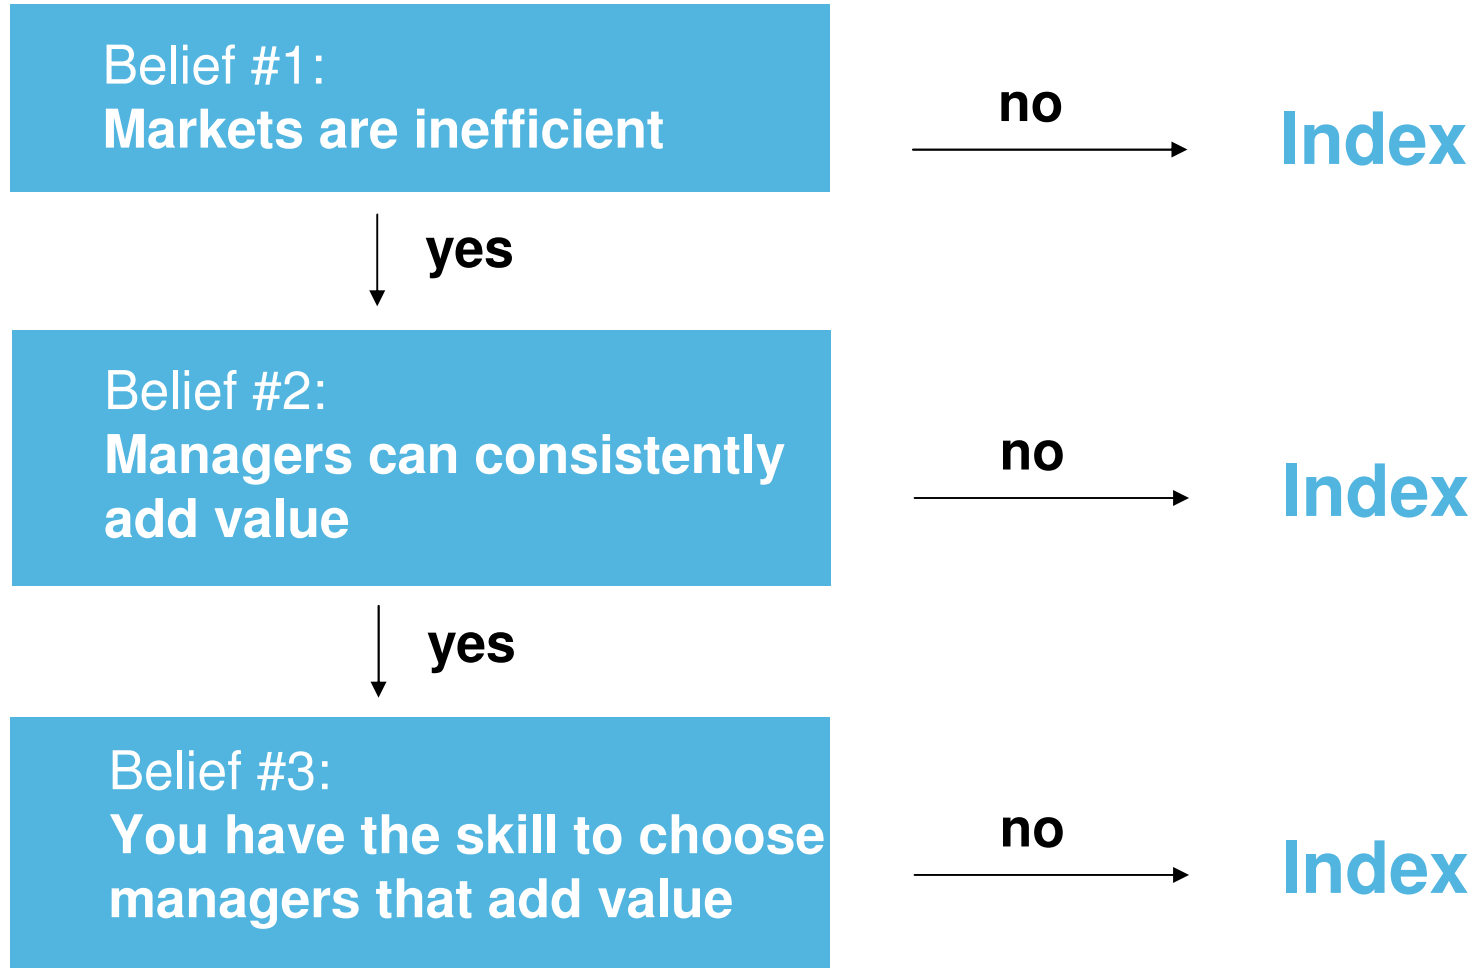 Belief #1:
Markets are inefficient
no
Index
yes
Belief #2:
Managers can consistently
add value
no
Index
yes
Belief #3:
You have the skill to choose
managers that add value
no
Index